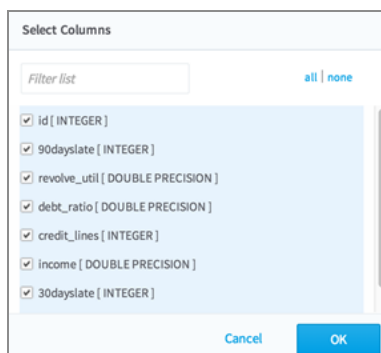 Select Columns
Filter list
all | none
id [ INTEGER ]
90dayslate [ INTEGER ]
revolve_util [ DOUBLE PRECISION ]
debt_ratio [ DOUBLE PRECISION ]
credit_lines [ INTEGER ]
income [ DOUBLE PRECISION ]
30dayslate [ INTEGER ]
Cancel OK